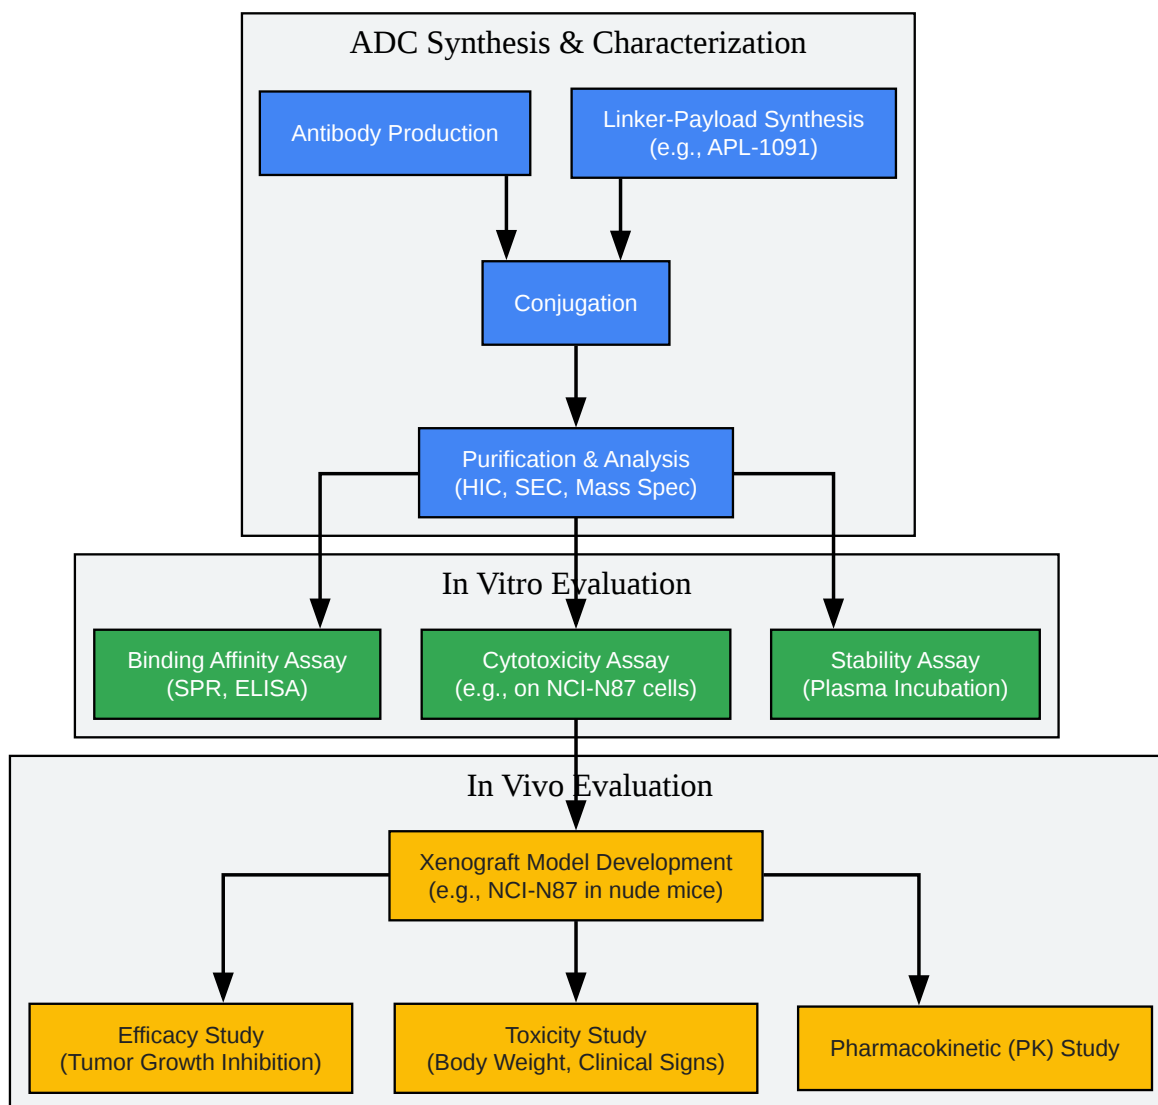 ADC Synthesis & Characterization
Antibody Production
Linker-Payload Synthesis
(e.g., APL-1091)
Conjugation
Purification & Analysis
(HIC, SEC, Mass Spec)
In Vitro Evaluation
Binding Affinity Assay
(SPR, ELISA)
Cytotoxicity Assay
(e.g., on NCI-N87 cells)
Stability Assay
(Plasma Incubation)
In Vivo Evaluation
Xenograft Model Development
(e.g., NCI-N87 in nude mice)
Efficacy Study
(Tumor Growth Inhibition)
Toxicity Study
(Body Weight, Clinical Signs)
Pharmacokinetic (PK) Study